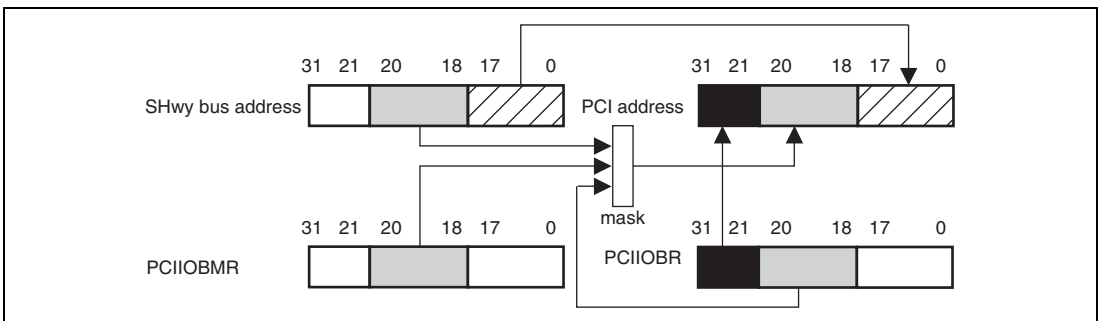 31 21 20 18 17 0
31 21 20 18 17 0
SHwy bus address
PCI address
mask
31 21 20 18 17 0
31 21 20 18 17 0
PCIIOBMR
PCIIOBR